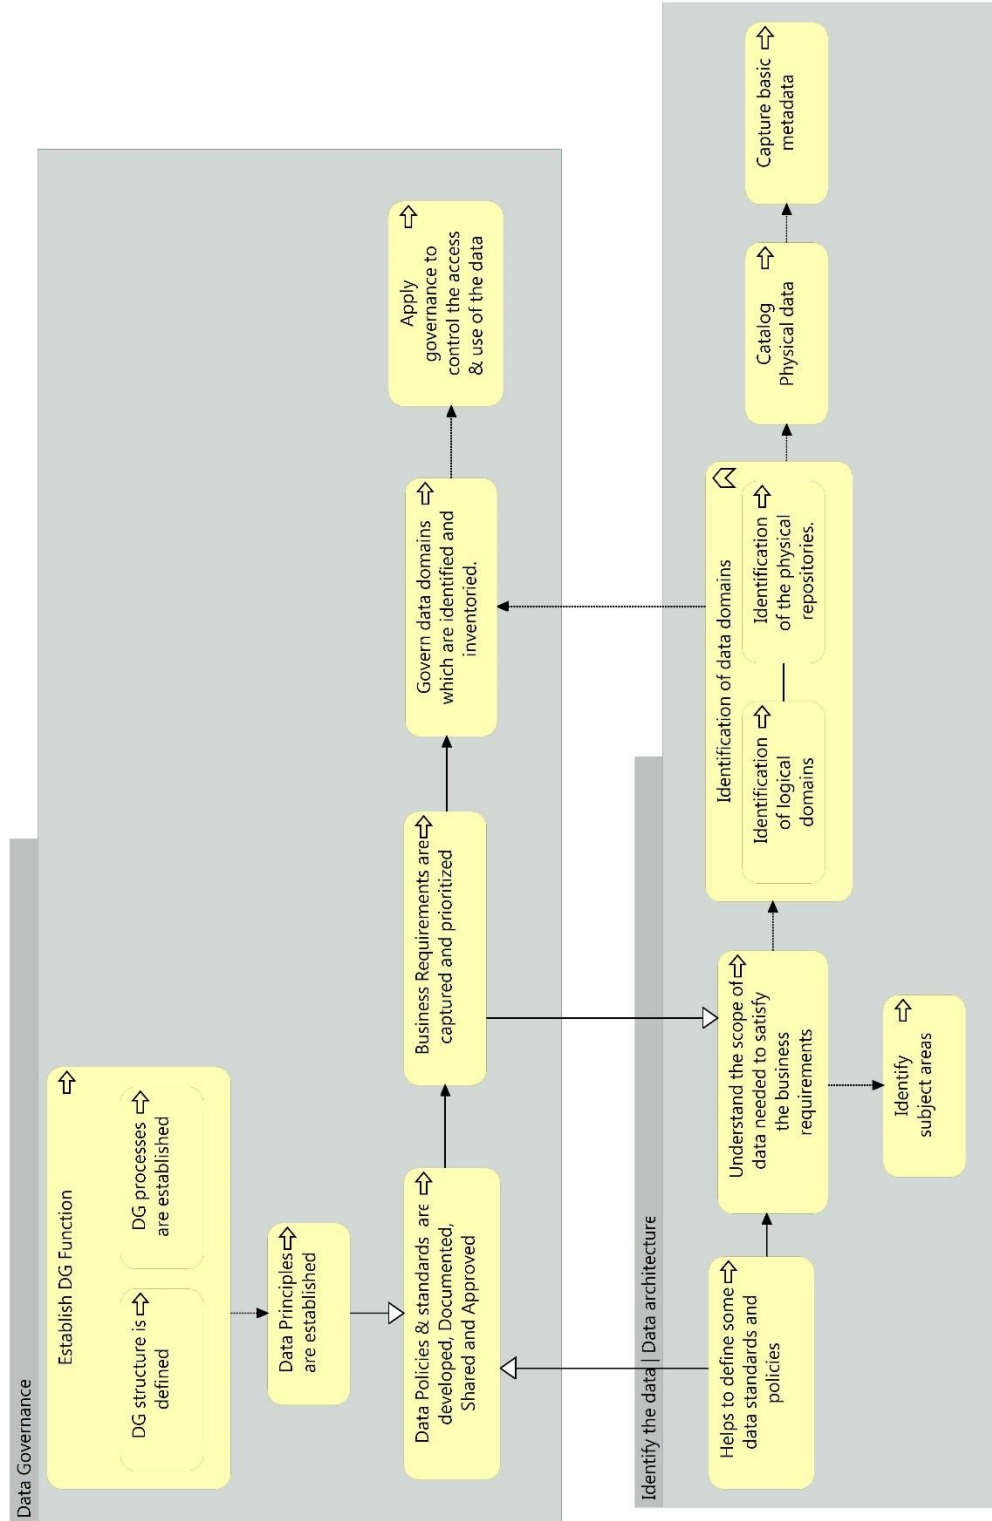 Data Governance
Establish DG Function
DG structure is
defined
DG processes
are established
Data Principles
are established
Data Policies & standards are
developed, Documented,
Shared and Approved
Business Requirements are
captured and prioritized
Govern data domains
which are identified and
inventoried.
Apply
governance to
control the access
& use of the data
Identify the data | Data architecture
Helps to define some
data standards and
policies
Understand the scope of
data needed to satisfy
the business
requirements
Identify
subject areas
Identification of data domains
Identification
of logical
domains
Identification
of the physical
repositories.
Catalog
Physical data
Capture basic
metadata